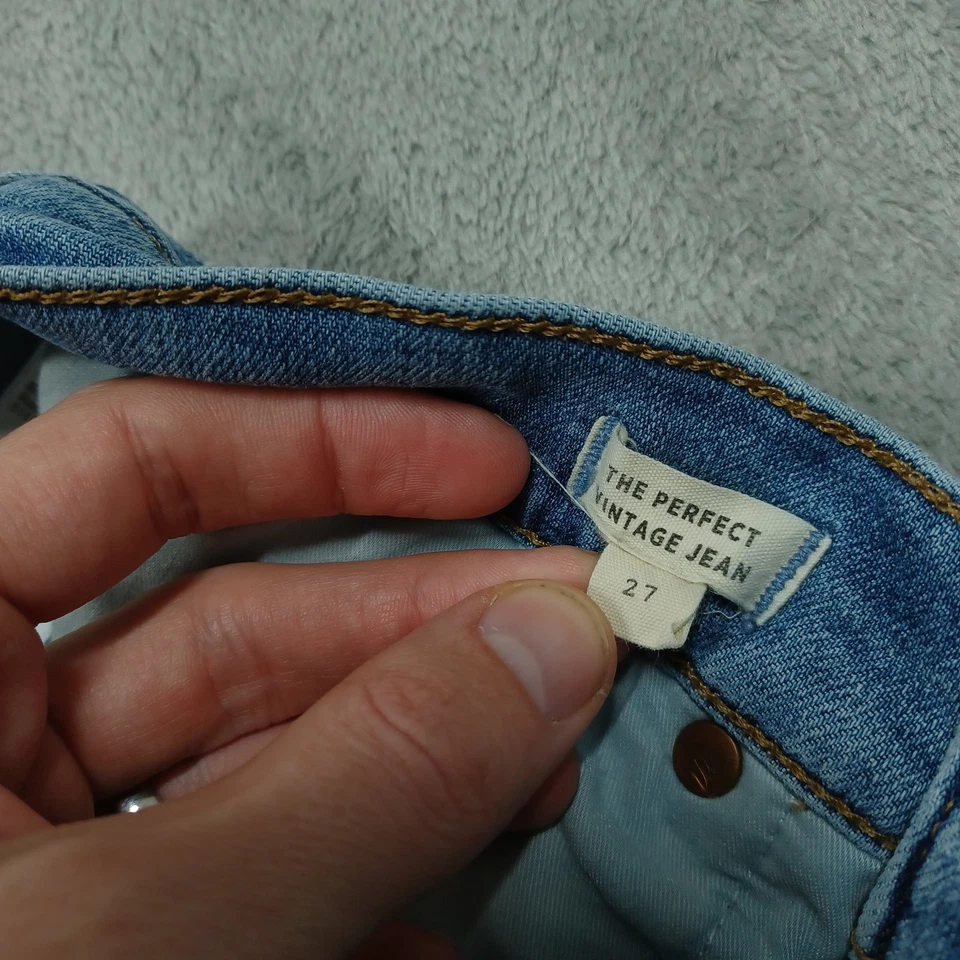 THE PERFECT
VINTAGE JEAN
27